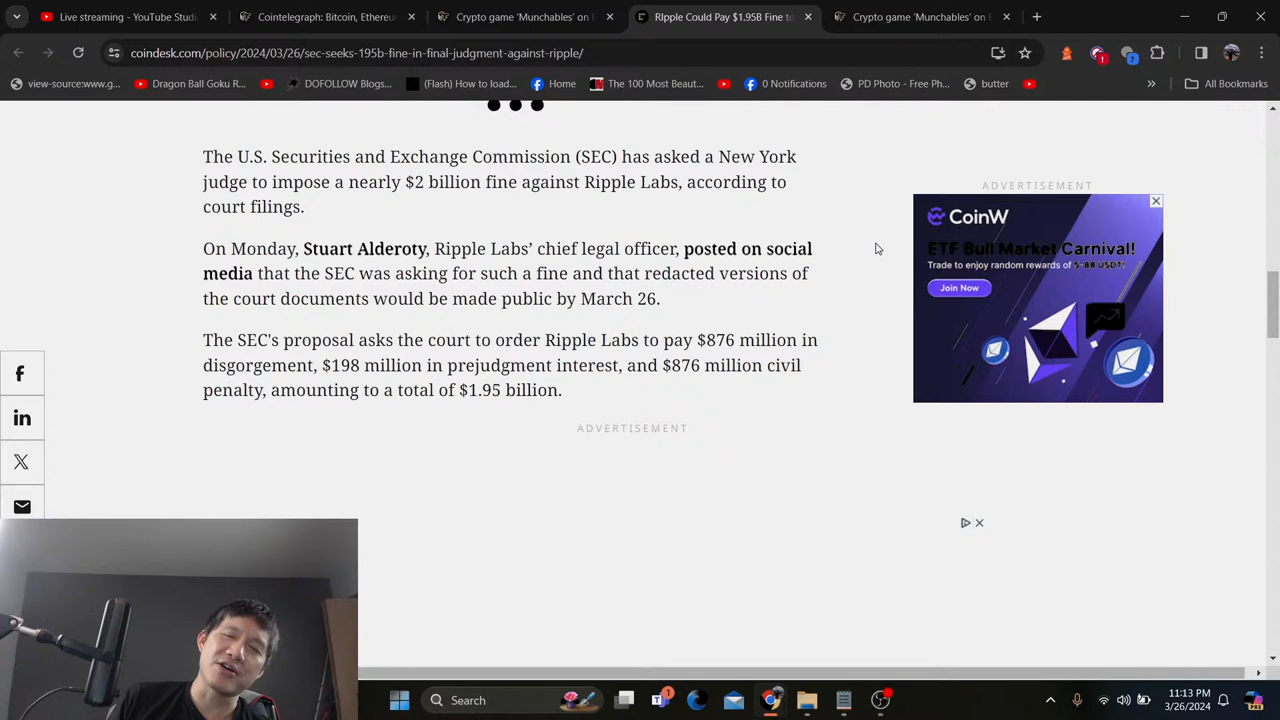 Live streaming - YouTube Studi
Cointelegraph: Bitcoin, Ethereu
Crypto game 'Munchables' on E
Ripple Could Pay $1.95B Fine to
Crypto game 'Munchables' on E
coindesk.com/policy/2024/03/26/sec-seeks-195b-fine-in-final-judgment-against-ripple/
view-source:www.g...
Dragon Ball Goku R...
DOFOLLOW Blogs...
(Flash) How to load...
Home
The 100 Most Beaut...
0 Notifications
PD Photo - Free Ph...
butter
All Bookmarks
The U.S. Securities and Exchange Commission (SEC) has asked a New York
judge to impose a nearly $2 billion fine against Ripple Labs, according to
court filings.
On Monday, Stuart Alderoty, Ripple Labs' chief legal officer, posted on social
media that the SEC was asking for such a fine and that redacted versions of
the court documents would be made public by March 26.
The SEC's proposal asks the court to order Ripple Labs to pay $876 million in
disgorgement, $198 million in prejudgment interest, and $876 million civil
penalty, amounting to a total of $1.95 billion.
ADVERTISEMENT
ADVERTISEMENT
CoinW
ETF Bull Market Carnival!
Trade to enjoy random rewards of 5-88 USDT!
Join Now
Search
1
11:13 PM
3/26/2024